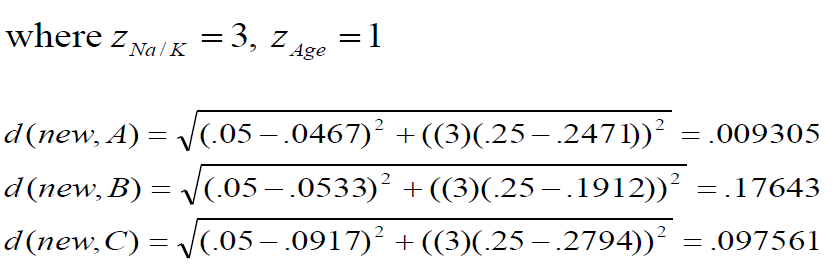 where z_{Na/K} = 3, z_{Age} = 1
d(new, A) = √((.05 − .0467)² + ((3)(.25 − .2471))²) = .009305
d(new, B) = √((.05 − .0533)² + ((3)(.25 − .1912))²) = .17643
d(new, C) = √((.05 − .0917)² + ((3)(.25 − .2794))²) = .097561